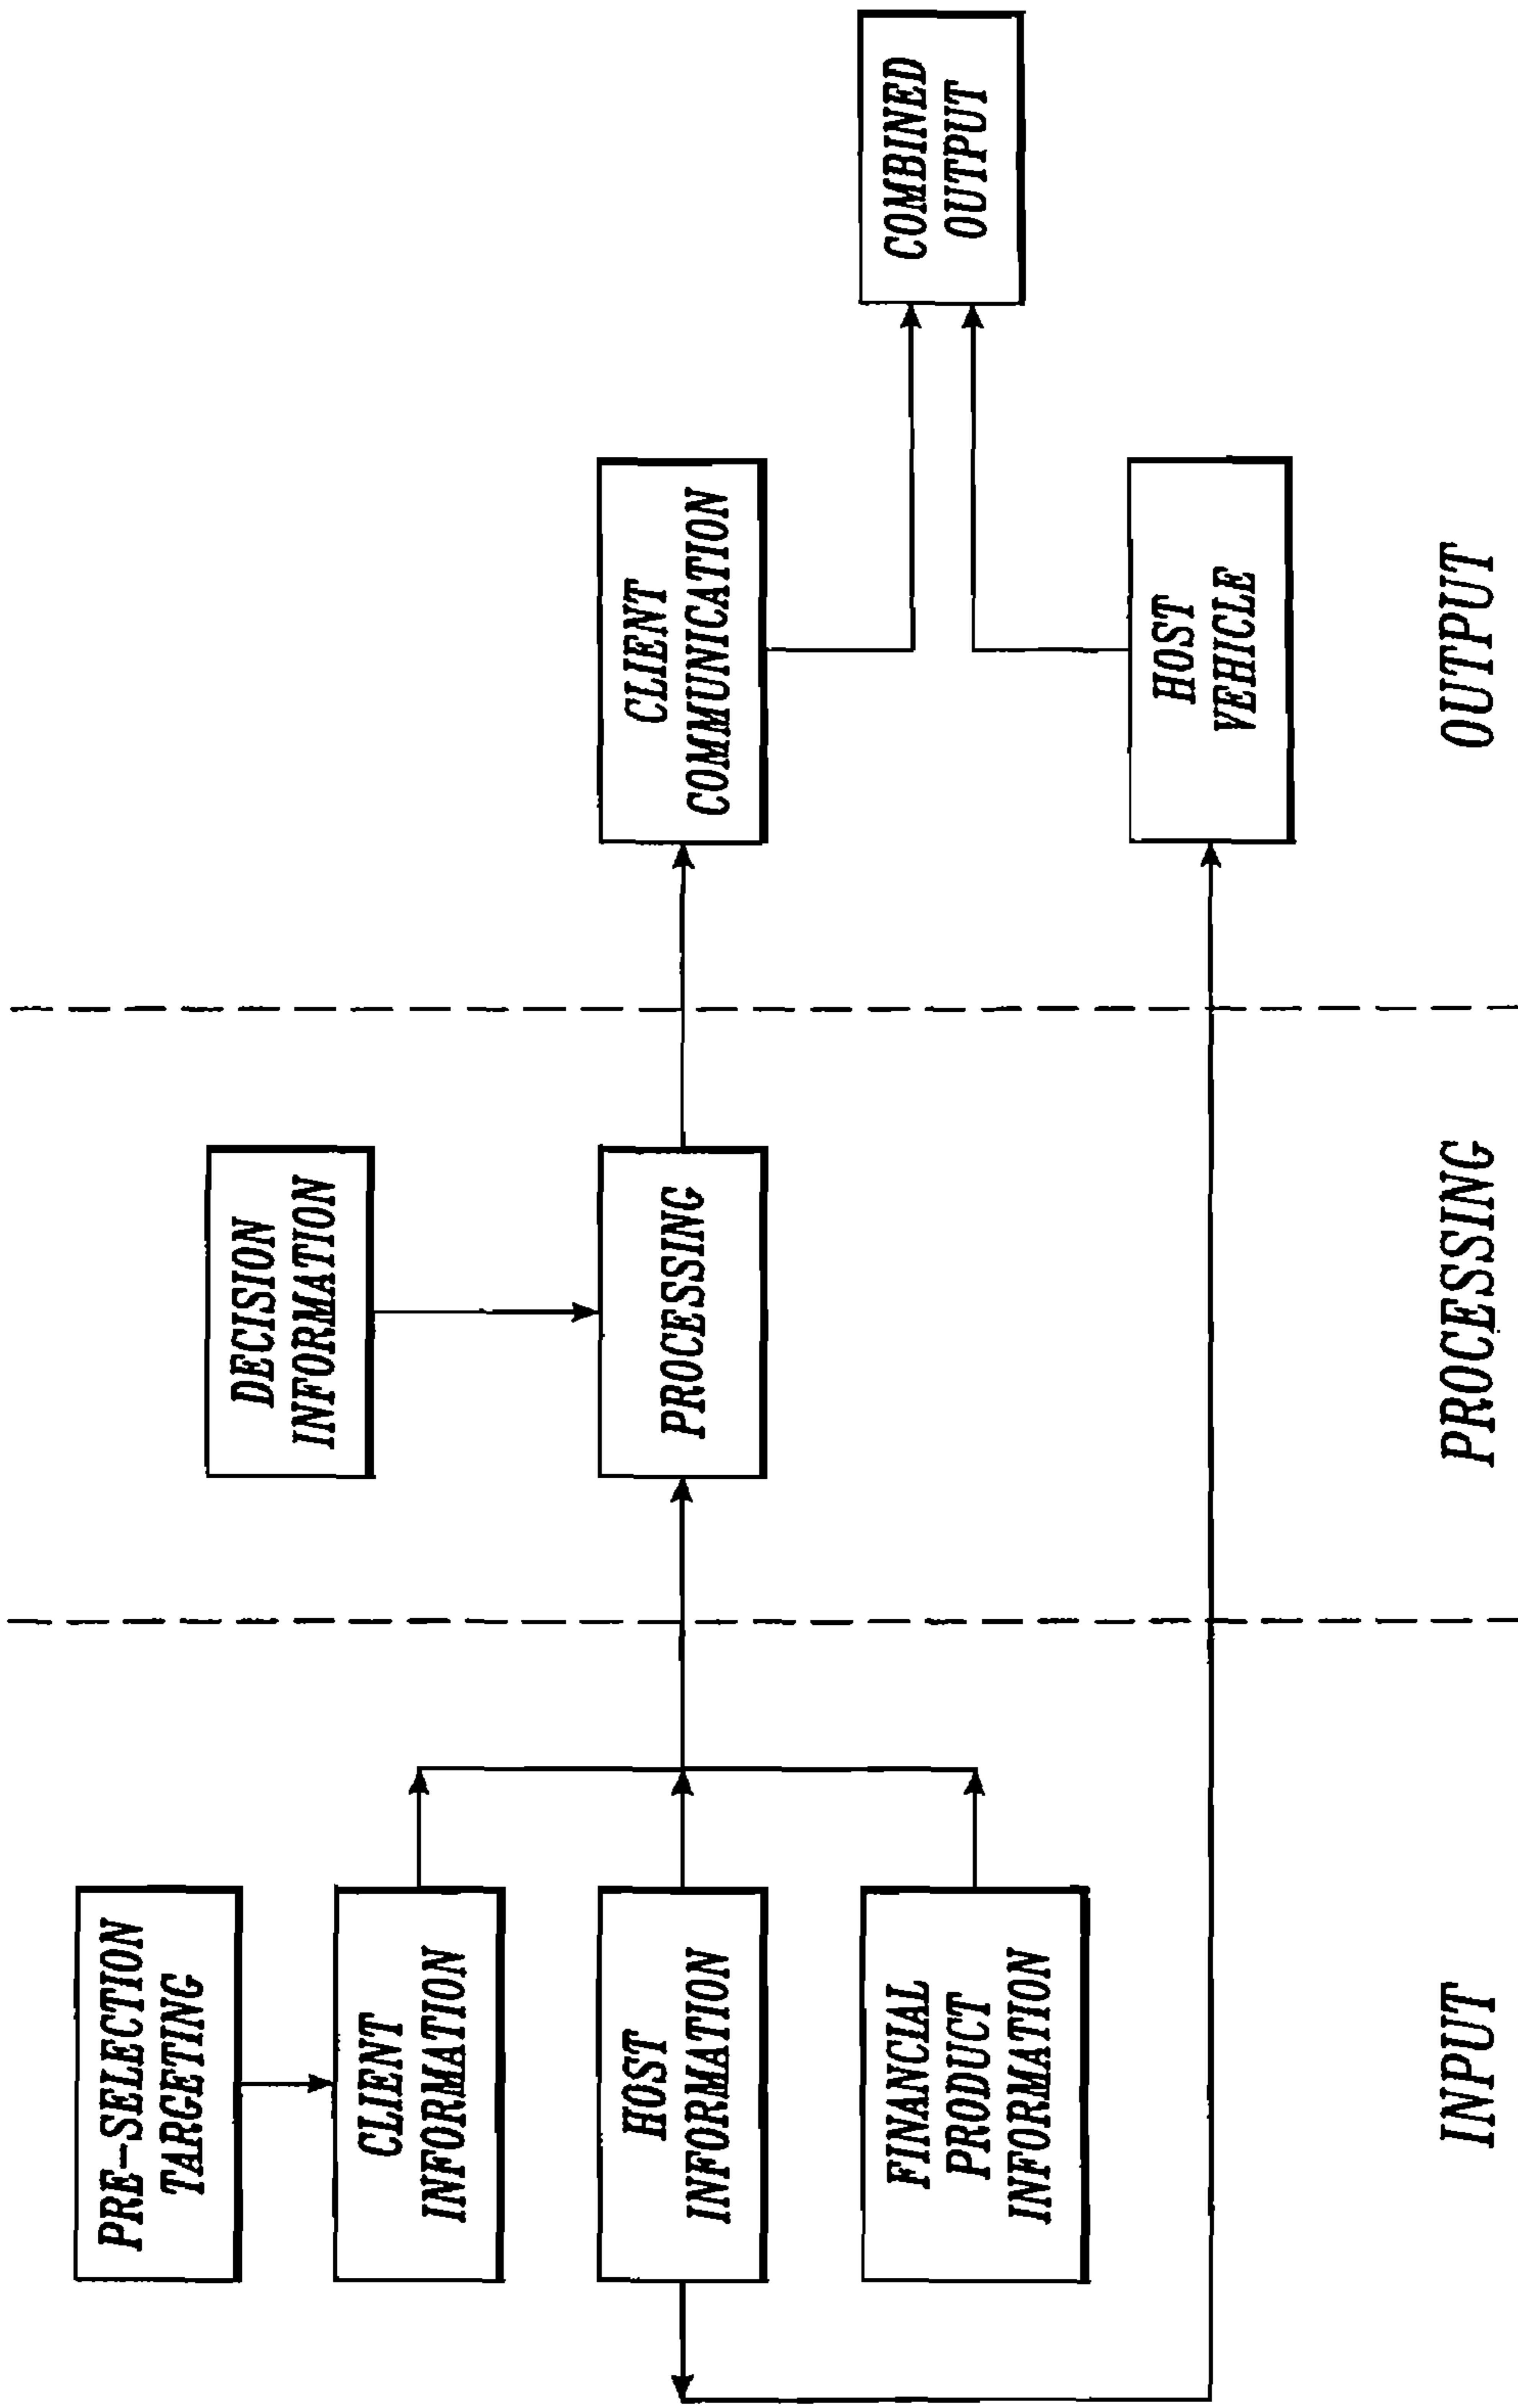 PRE-SELECTION
TARGETING
CLIENT
INFORMATION
HOST
INFORMATION
FINANCIAL
PRODUCT
INFORMATION
INPUT
DECISION
INFORMATION
PROCESSING
PROCESSING
CLIENT
COMMUNICATION
HOST
VEHICLE
OUTPUT
COMBINED
OUTPUT